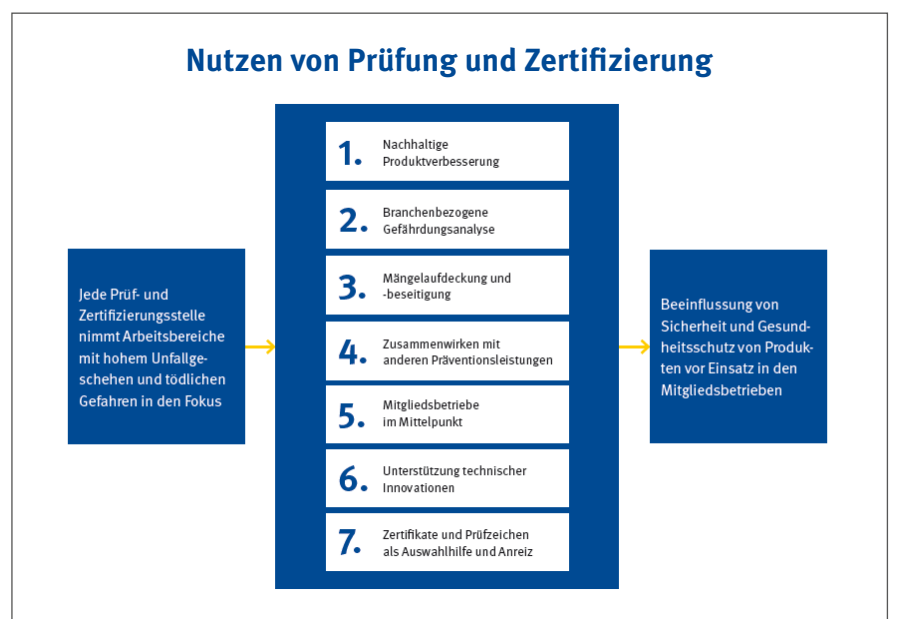 Nutzen von Prüfung und Zertifizierung
Jede Prüf- und
Zertifizierungsstelle
nimmt Arbeitsbereiche
mit hohem Unfallge-
schehen und tödlichen
Gefahren in den Fokus
1.
Nachhaltige
Produktverbesserung
2.
Branchenbezogene
Gefährdungsanalyse
3.
Mängelaufdeckung und
-beseitigung
4.
Zusammenwirken mit
anderen Präventionsleistungen
5.
Mitgliedsbetriebe
im Mittelpunkt
6.
Unterstützung technischer
Innovationen
7.
Zertifikate und Prüfzeichen
als Auswahlhilfe und Anreiz
Beeinflussung von
Sicherheit und Gesund-
heitsschutz von Produk-
ten vor Einsatz in den
Mitgliedsbetrieben